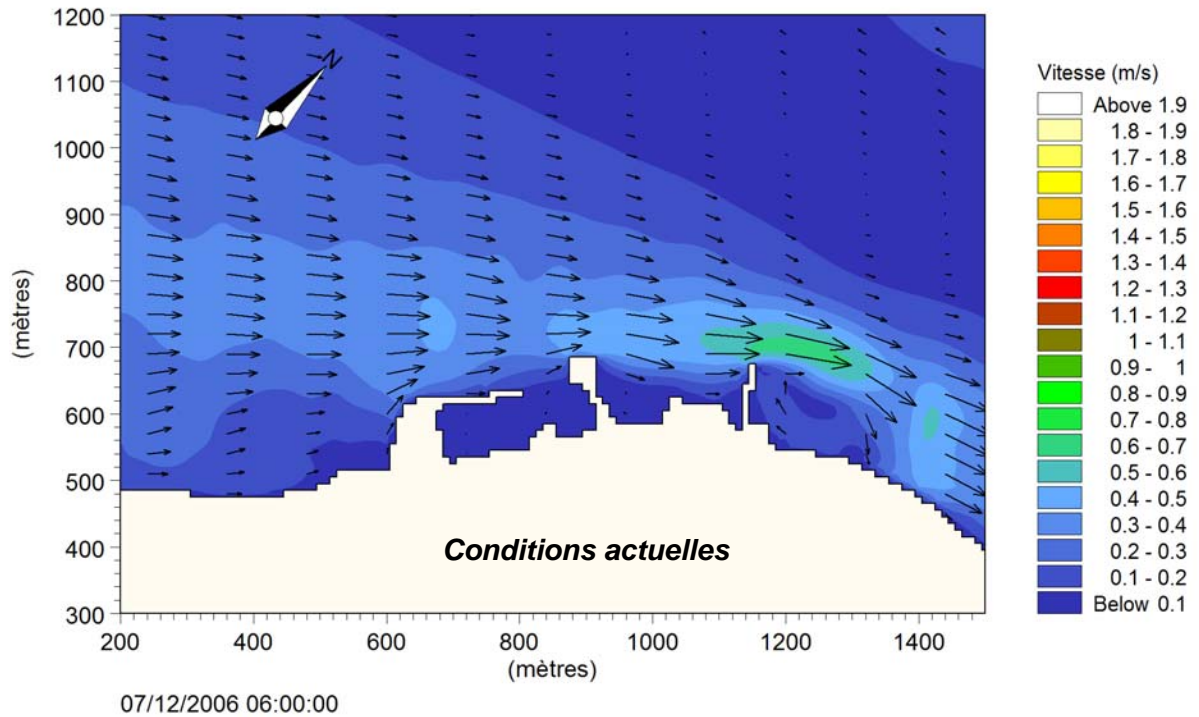 1200
1100
1000
900
800
700
600
500
400
300
(mètres)
N
Conditions actuelles
200 400 600 800 1000 1200 1400
(mètres)
07/12/2006 06:00:00
Vitesse (m/s)
Above 1.9
1.8 - 1.9
1.7 - 1.8
1.6 - 1.7
1.5 - 1.6
1.4 - 1.5
1.3 - 1.4
1.2 - 1.3
1.1 - 1.2
1 - 1.1
0.9 - 1
0.8 - 0.9
0.7 - 0.8
0.6 - 0.7
0.5 - 0.6
0.4 - 0.5
0.3 - 0.4
0.2 - 0.3
0.1 - 0.2
Below 0.1